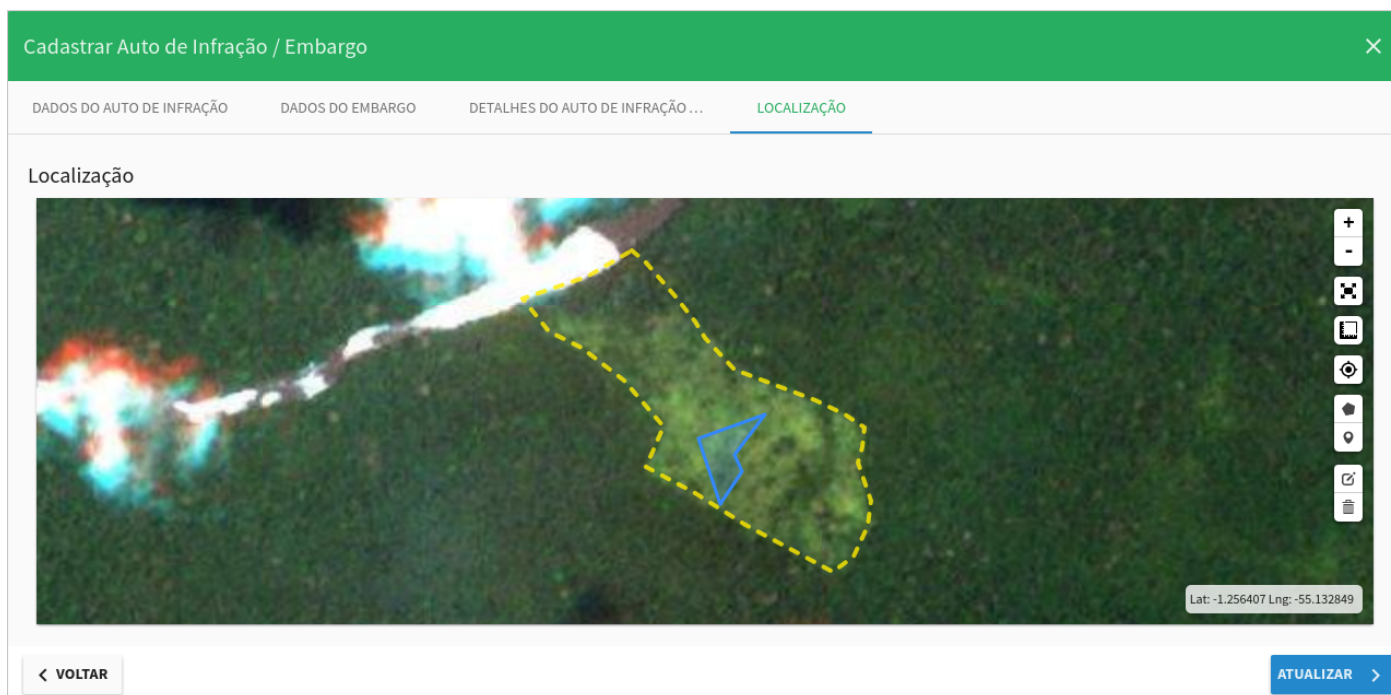 Cadastrar Auto de Infração / Embargo
DADOS DO AUTO DE INFRAÇÃO DADOS DO EMBARGO DETALHES DO AUTO DE INFRAÇÃO ... LOCALIZAÇÃO
Localização
+
-
Lat: -1.256407 Lng: -55.132849
VOLTAR ATUALIZAR